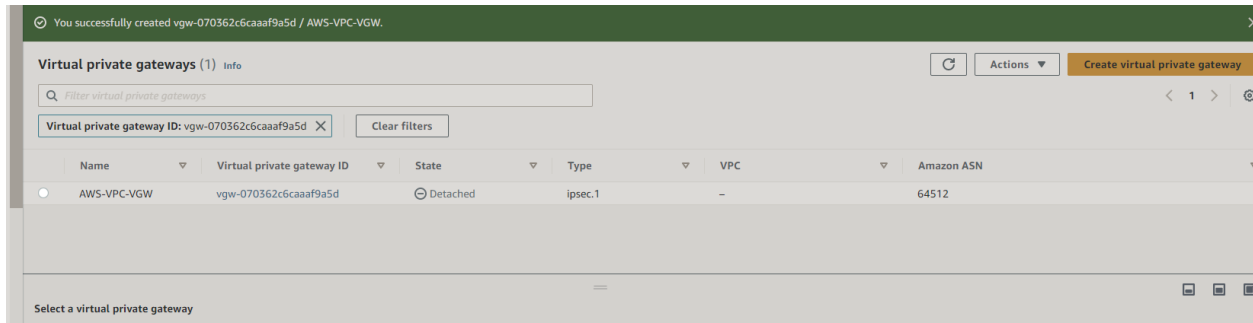 You successfully created vgw-070362c6caaaf9a5d / AWS-VPC-VGW.
Virtual private gateways (1) Info
Actions
Create virtual private gateway
Filter virtual private gateways
1
Virtual private gateway ID: vgw-070362c6caaaf9a5d
Clear filters
Name Virtual private gateway ID State Type VPC Amazon ASN
AWS-VPC-VGW vgw-070362c6caaaf9a5d Detached ipsec.1 – 64512
Select a virtual private gateway